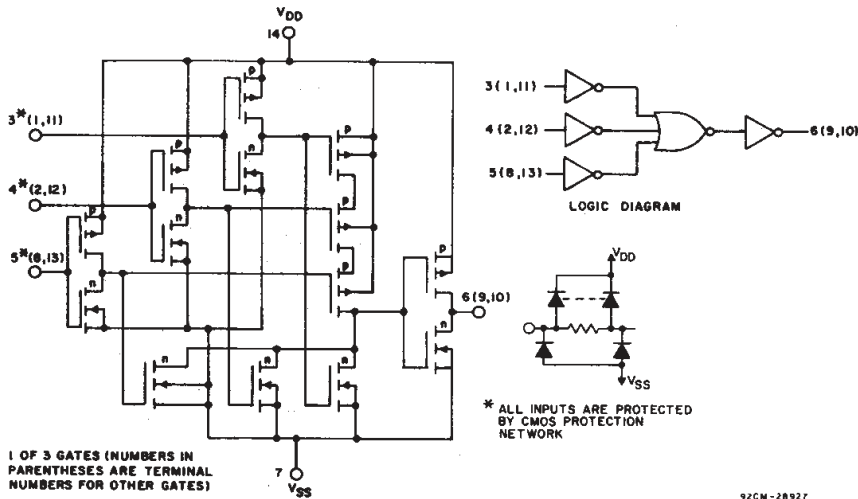 VDD
14
p
3*(1,11)
n
p
p
4*(2,12)
n
p
p
5*(8,13)
n
p
p
6(9,10)
n
n
n
n
7
VSS
1 OF 3 GATES (NUMBERS IN
PARENTHESES ARE TERMINAL
NUMBERS FOR OTHER GATES)
3(1,11)
4(2,12)
5(8,13)
6(9,10)
LOGIC DIAGRAM
VDD
VSS
* ALL INPUTS ARE PROTECTED
BY CMOS PROTECTION
NETWORK
92CM-28927